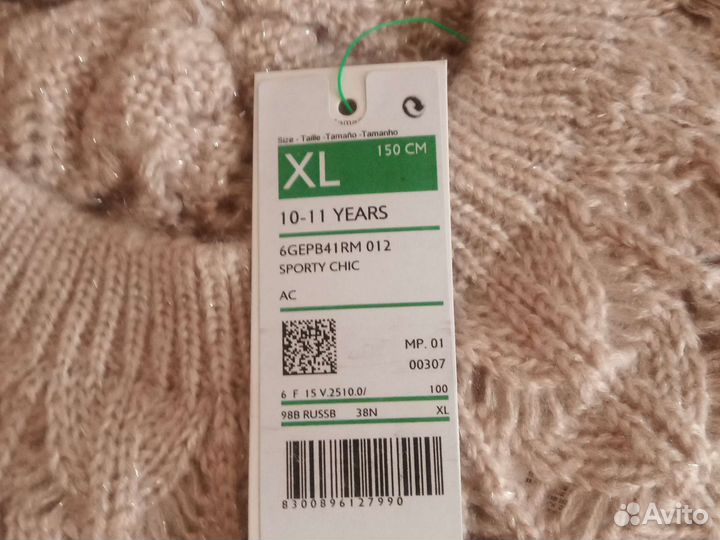 Size - Taille -Tamaño -Tamanho
XL 150 CM
10-11 YEARS
6GEPB41RM 012
SPORTY CHIC
AC
MP. 01
00307
6 F 15 V.2510.0/ 100
98B RUSSB 38N XL
8300896127990
Avito